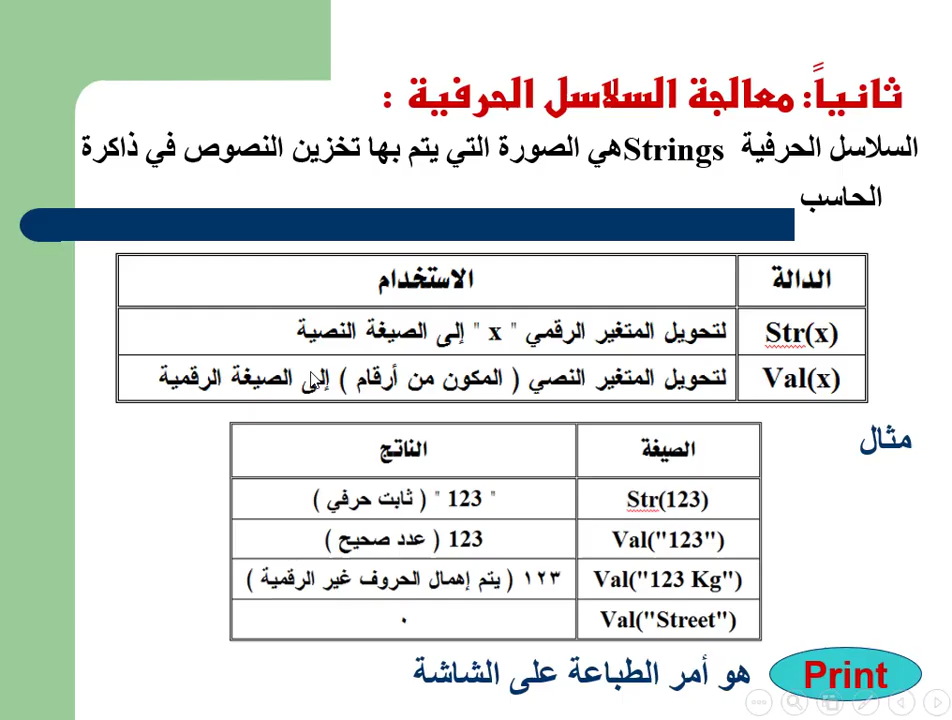 ثانياً: معالجة السلاسل الحرفية :
السلاسل الحرفية Strings هي الصورة التي يتم بها تخزين النصوص في ذاكرة
الحاسب
الدالة الاستخدام
Str(x) لتحويل المتغير الرقمي " x " إلى الصيغة النصية
Val(x) لتحويل المتغير النصي ( المكون من أرقام ) إلى الصيغة الرقمية
مثال
الصيغة الناتج
Str(123) " 123 " ( ثابت حرفي )
Val("123") 123 ( عدد صحيح )
Val("123 Kg") ١٢٣ ( يتم إهمال الحروف غير الرقمية )
Val("Street") ٠
Print هو أمر الطباعة على الشاشة